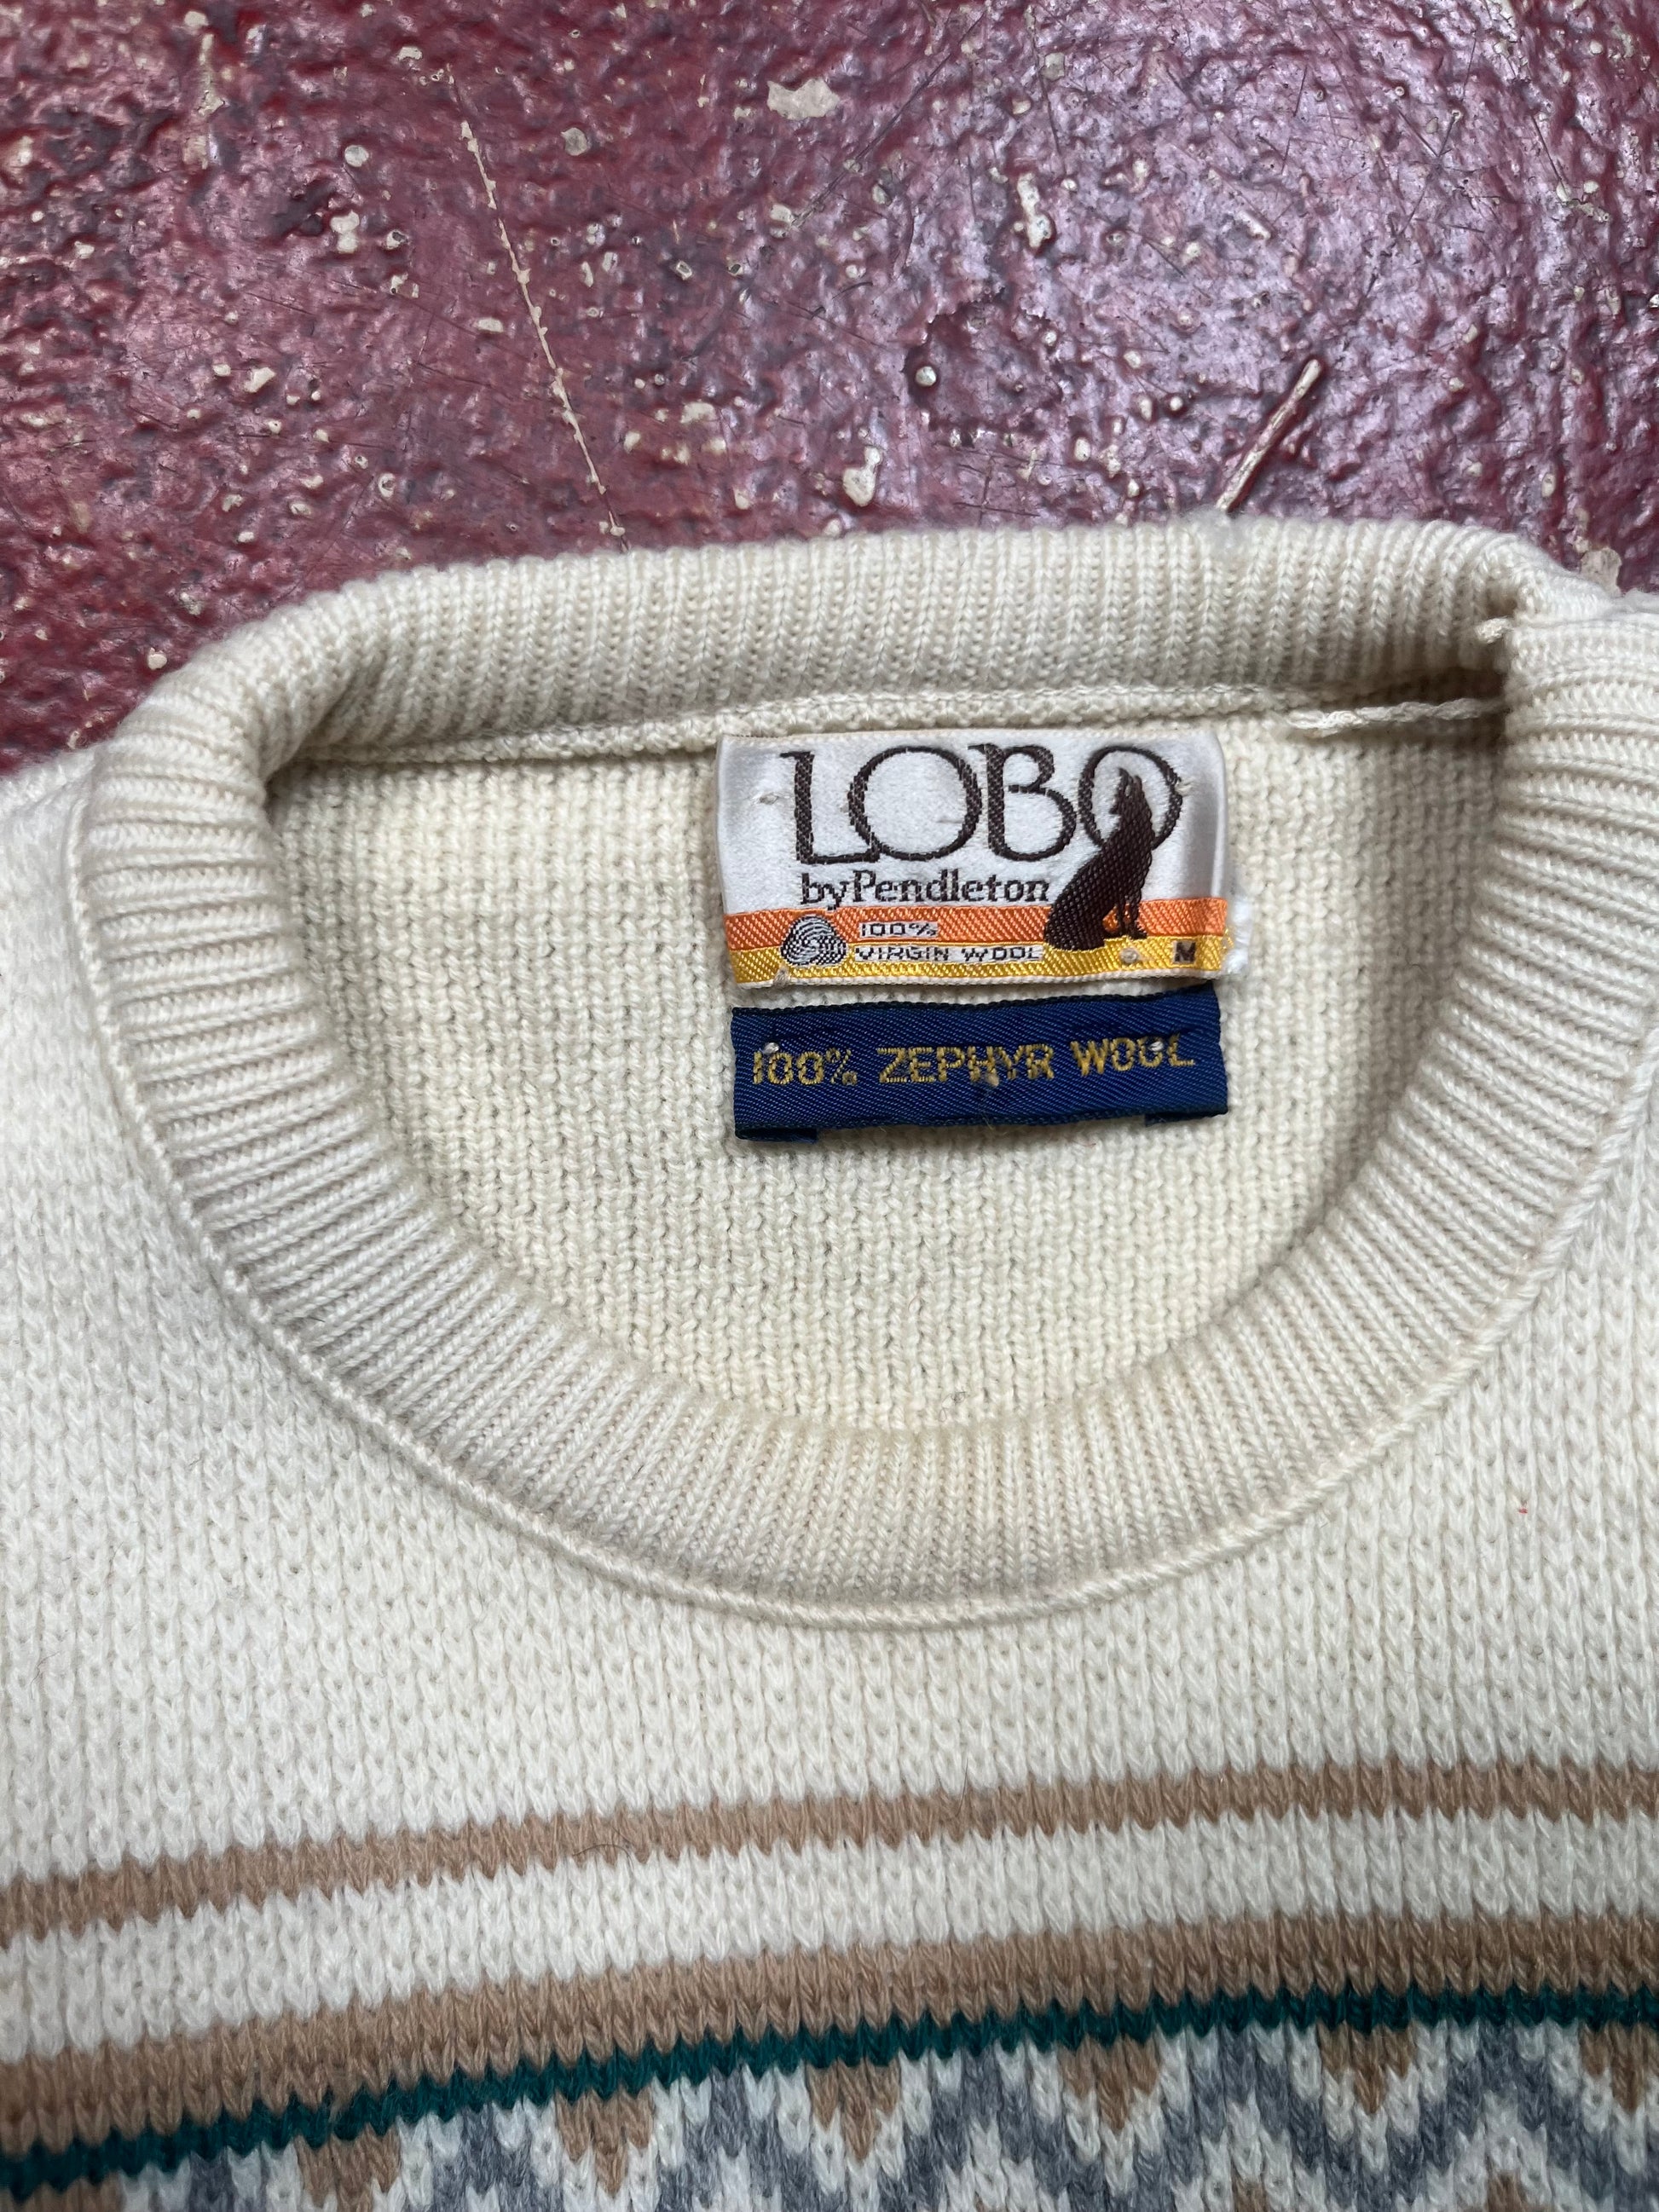 LOBO
by Pendleton
100%
VIRGIN WOOL
M
100% ZEPHYR WOOL